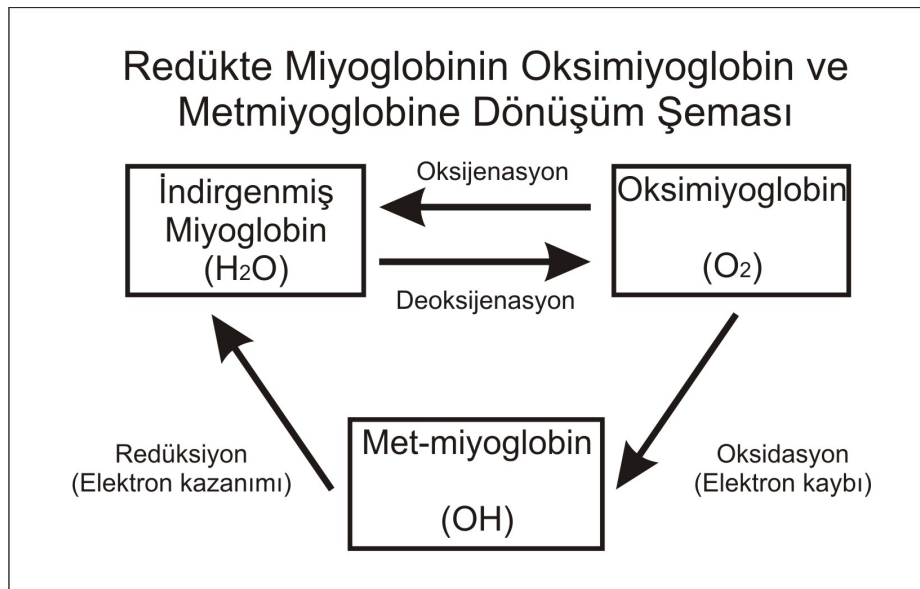 Redükte Miyoglobinin Oksimiyoglobin ve
Metmiyoglobine Dönüşüm Şeması
İndirgenmiş
Miyoglobin
(H₂O)
Oksijenasyon
Deoksijenasyon
Oksimiyoglobin
(O₂)
Redüksiyon
(Elektron kazanımı)
Met-miyoglobin
(OH)
Oksidasyon
(Elektron kaybı)